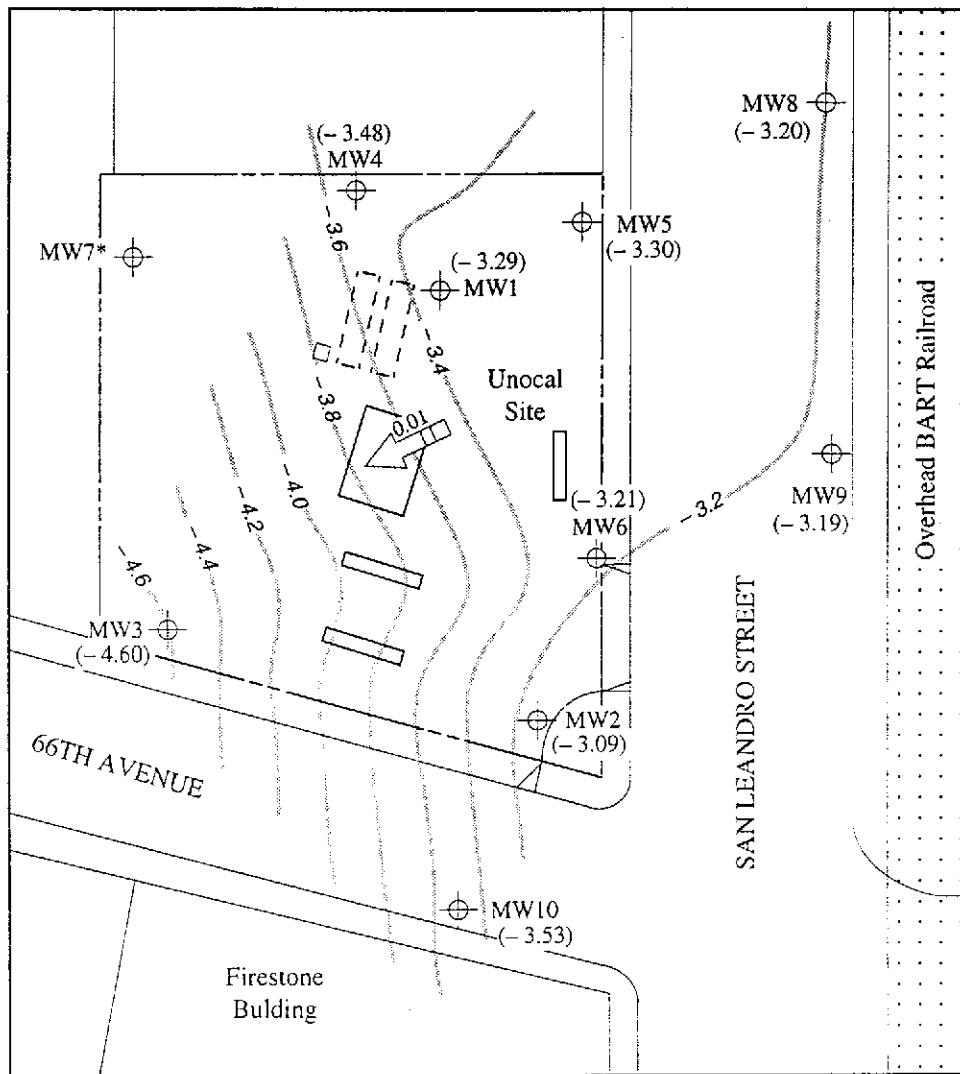 (– 3.48)
MW4
MW8
(– 3.20)
MW7*
MW5
(– 3.30)
(– 3.29)
MW1
– 3.6
– 3.4
– 3.8
– 4.0
– 4.2
– 4.4
– 4.6
Unocal
Site
0.01
(– 3.21)
MW6
– 3.2
MW9
(– 3.19)
Overhead BART Railroad
MW3
(– 4.60)
MW2
(– 3.09)
66TH AVENUE
SAN LEANDRO STREET
MW10
(– 3.53)
Firestone
Bulding